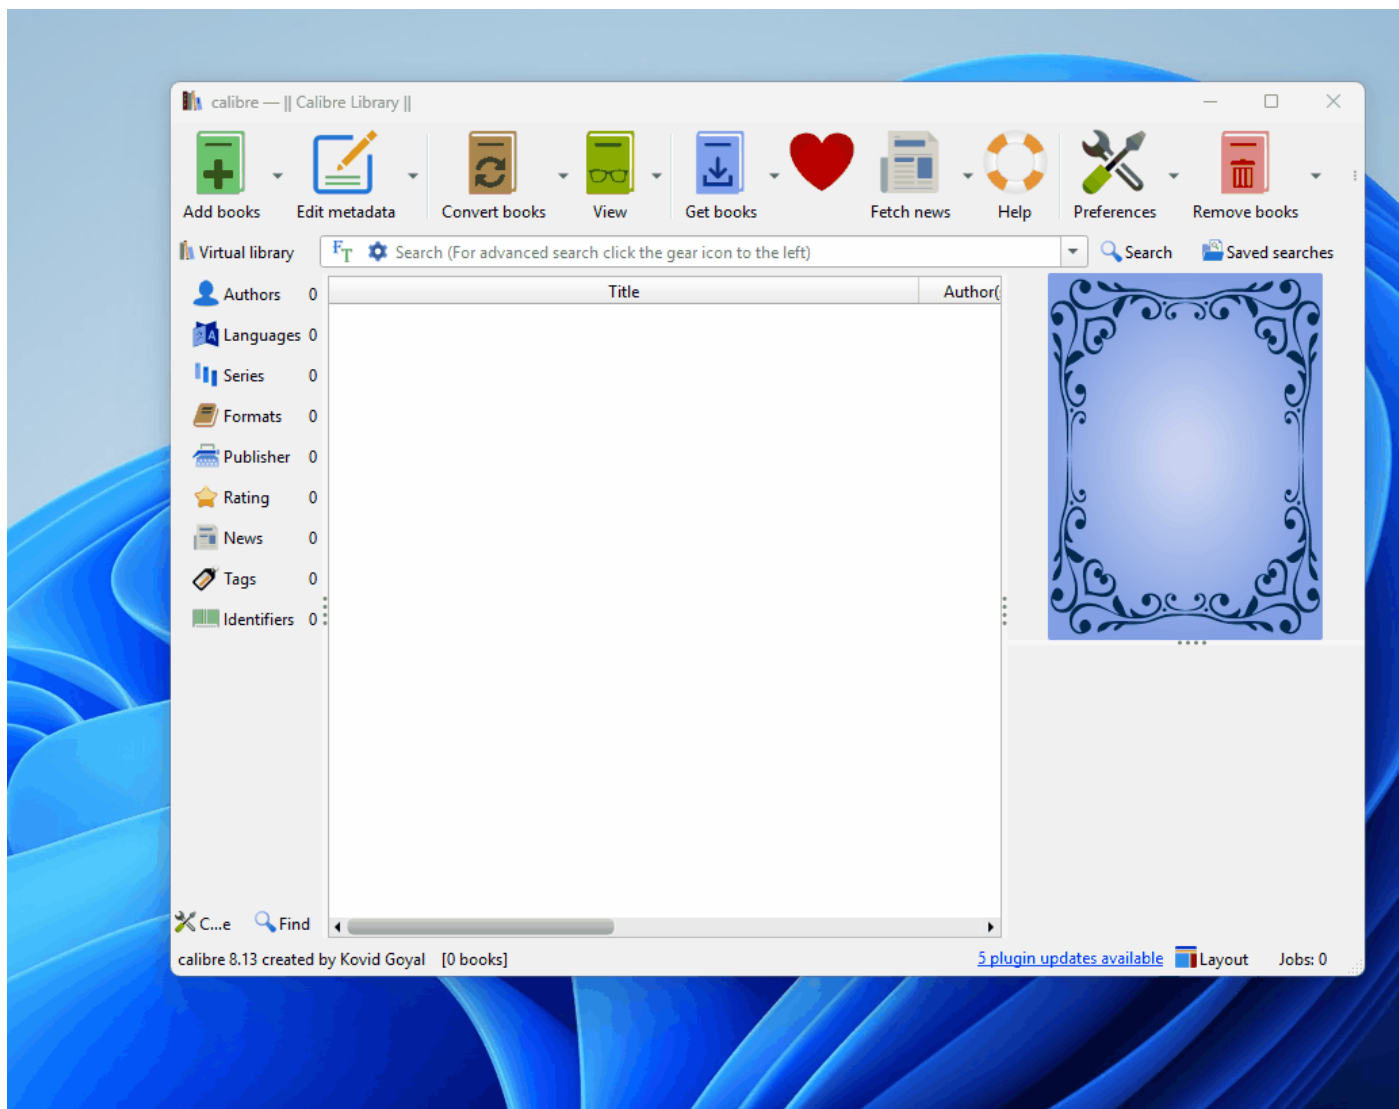 calibre — || Calibre Library ||
Add books
Edit metadata
Convert books
View
Get books
Fetch news
Help
Preferences
Remove books
Virtual library
FT
Search (For advanced search click the gear icon to the left)
Search
Saved searches
Authors 0
Languages 0
Series 0
Formats 0
Publisher 0
Rating 0
News 0
Tags 0
Identifiers 0
Title
Author(s
C...e
Find
calibre 8.13 created by Kovid Goyal [0 books]
5 plugin updates available
Layout
Jobs: 0